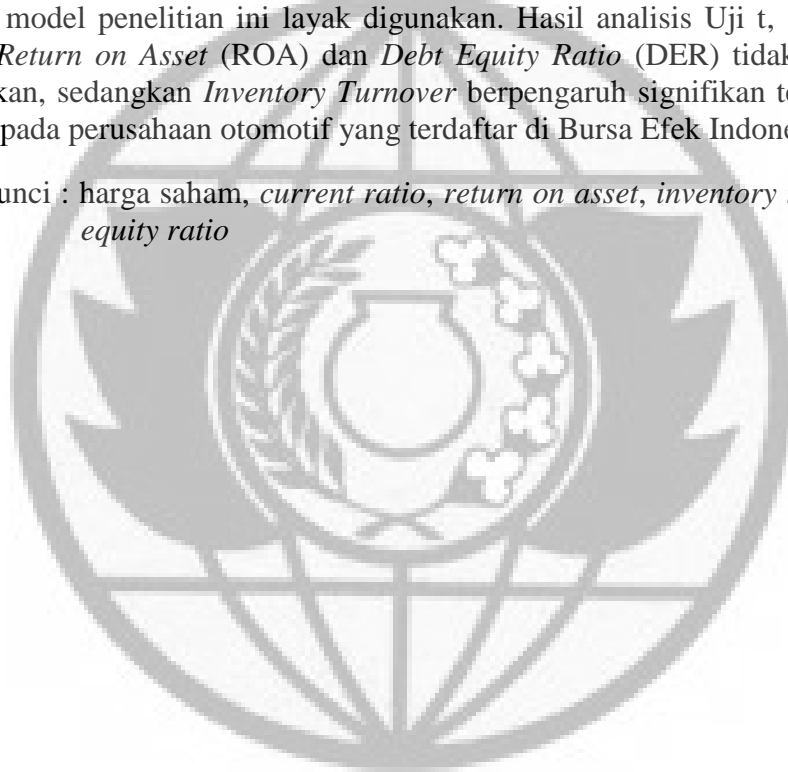 model penelitian ini layak digunakan. Hasil analisis Uji t,
Return on Asset (ROA) dan Debt Equity Ratio (DER) tidak
kan, sedangkan Inventory Turnover berpengaruh signifikan te
pada perusahaan otomotif yang terdaftar di Bursa Efek Indone
unci : harga saham, current ratio, return on asset, inventory
equity ratio